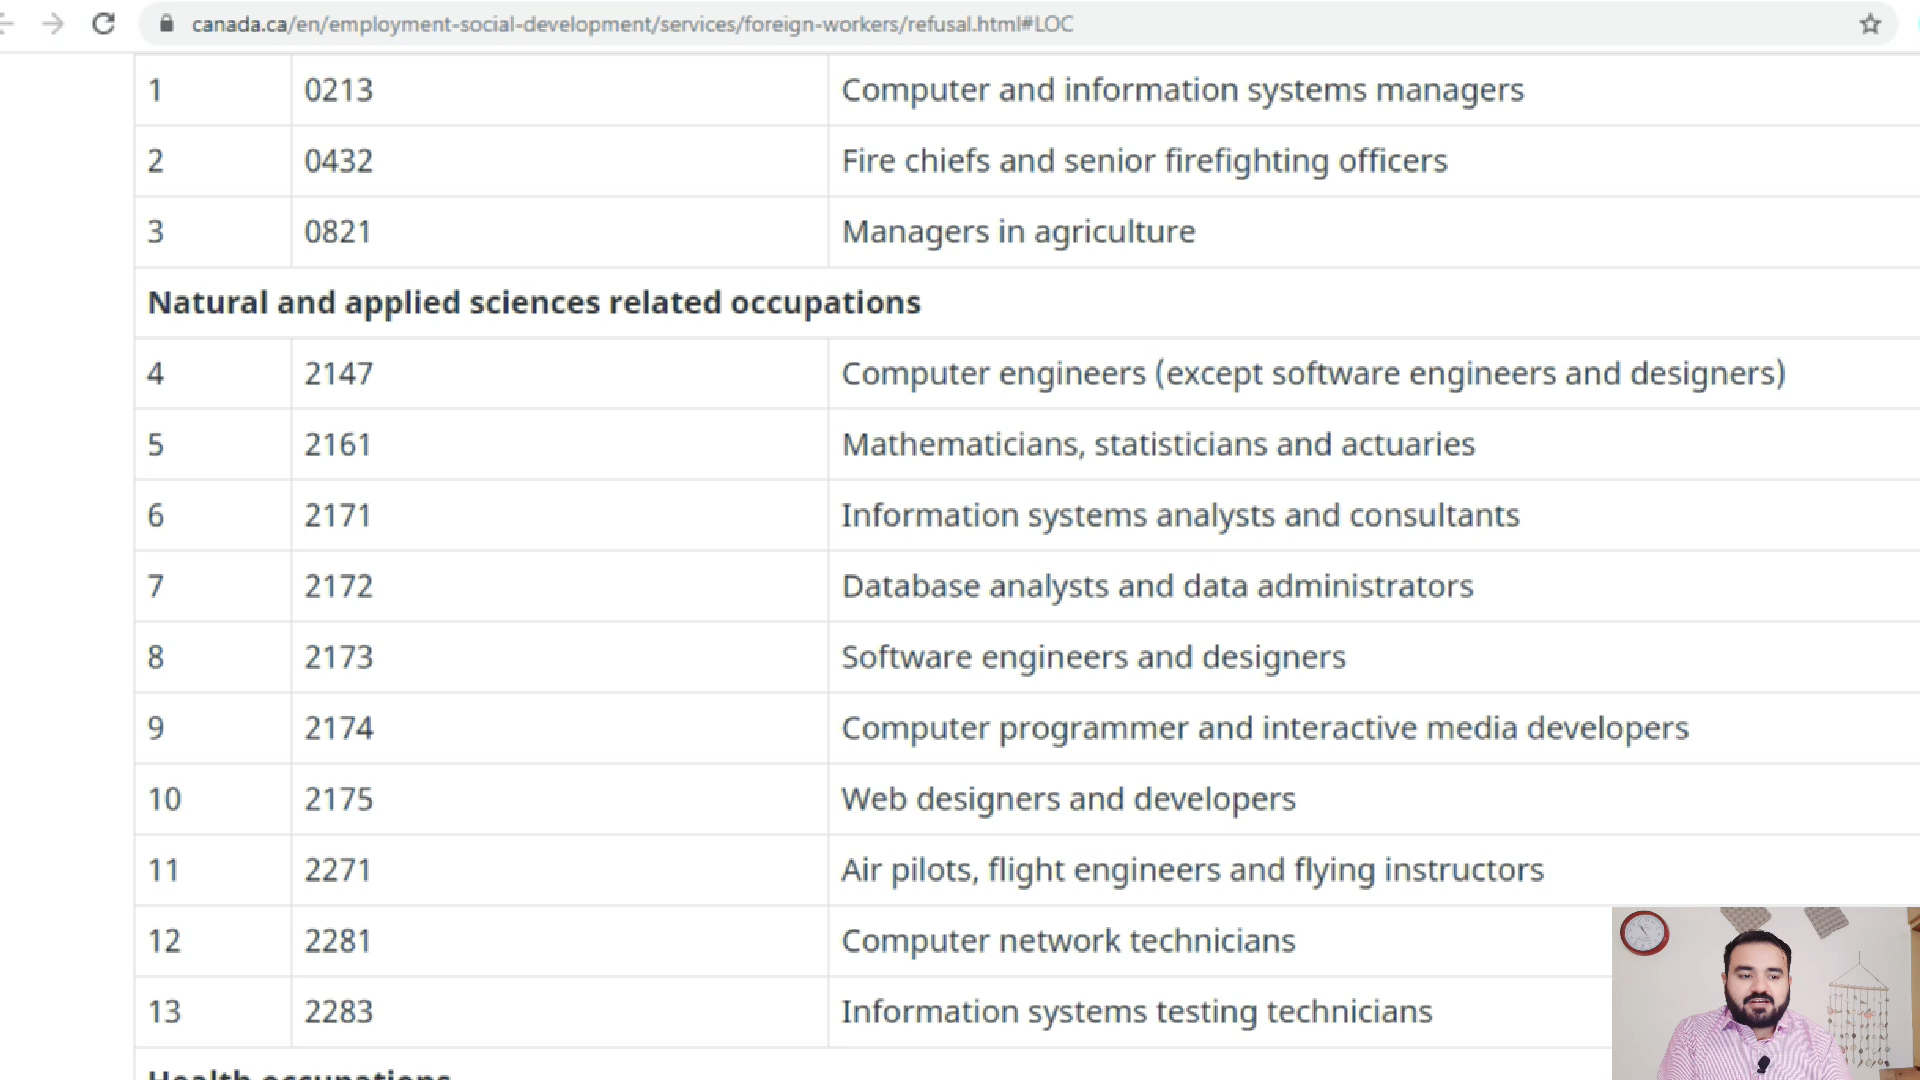 canada.ca/en/employment-social-development/services/foreign-workers/refusal.html#LOC
1 0213 Computer and information systems managers
2 0432 Fire chiefs and senior firefighting officers
3 0821 Managers in agriculture
Natural and applied sciences related occupations
4 2147 Computer engineers (except software engineers and designers)
5 2161 Mathematicians, statisticians and actuaries
6 2171 Information systems analysts and consultants
7 2172 Database analysts and data administrators
8 2173 Software engineers and designers
9 2174 Computer programmer and interactive media developers
10 2175 Web designers and developers
11 2271 Air pilots, flight engineers and flying instructors
12 2281 Computer network technicians
13 2283 Information systems testing technicians
Health occupations